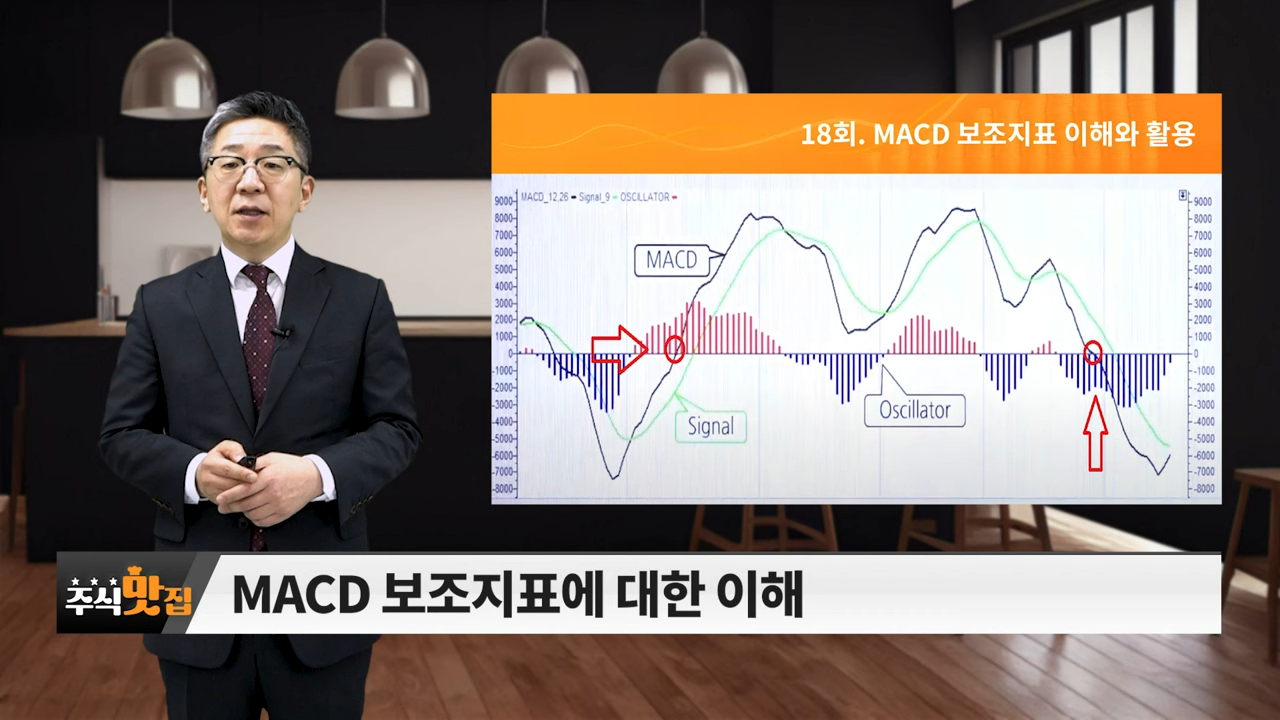 18회. MACD 보조지표 이해와 활용
MACD_12,26 Signal_9 OSCILLATOR
9000 9000
8000 8000
7000 7000
6000 6000
5000 5000
4000 4000
3000 3000
2000 2000
1000 1000
0 0
-1000 -1000
-2000 -2000
-3000 -3000
-4000 -4000
-5000 -5000
-6000 -6000
-7000 -7000
-8000 -8000
MACD
Signal
Oscillator
주식맛집
MACD 보조지표에 대한 이해